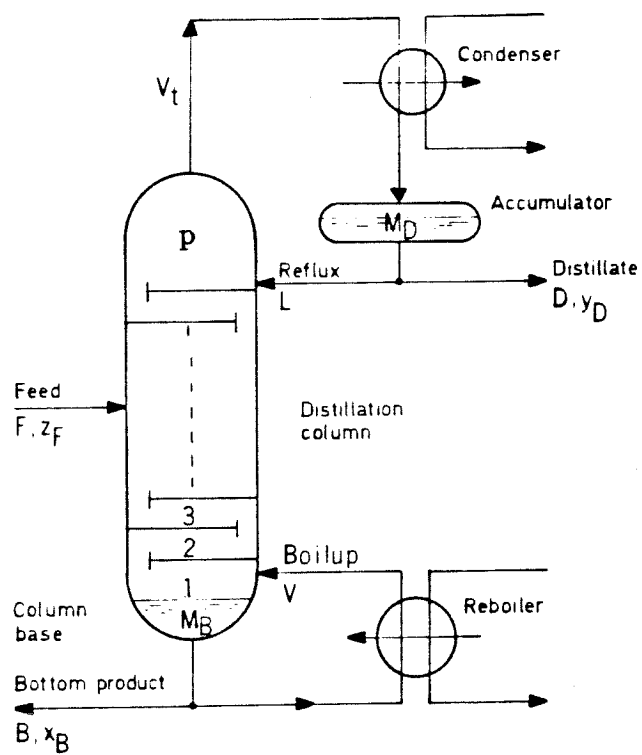 Condenser
V_t
Accumulator
M_D
p
Reflux
L
Distillate
D, y_D
Feed
F, z_F
Distillation
column
3
2
1
Boilup
V
Reboiler
M_B
Column
base
Bottom product
B, x_B